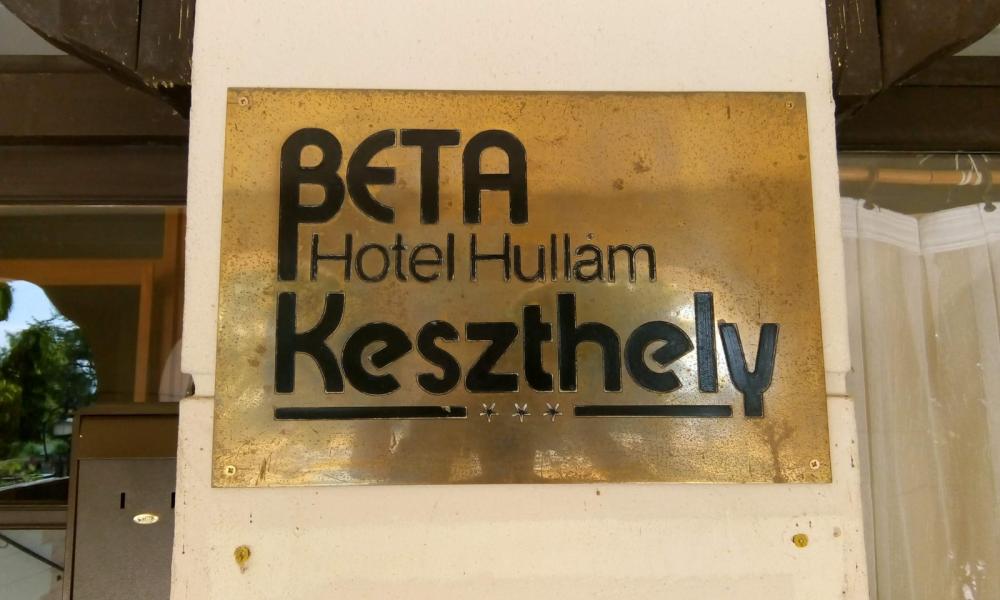 BETA
Hotel Hullám
Keszthely
***